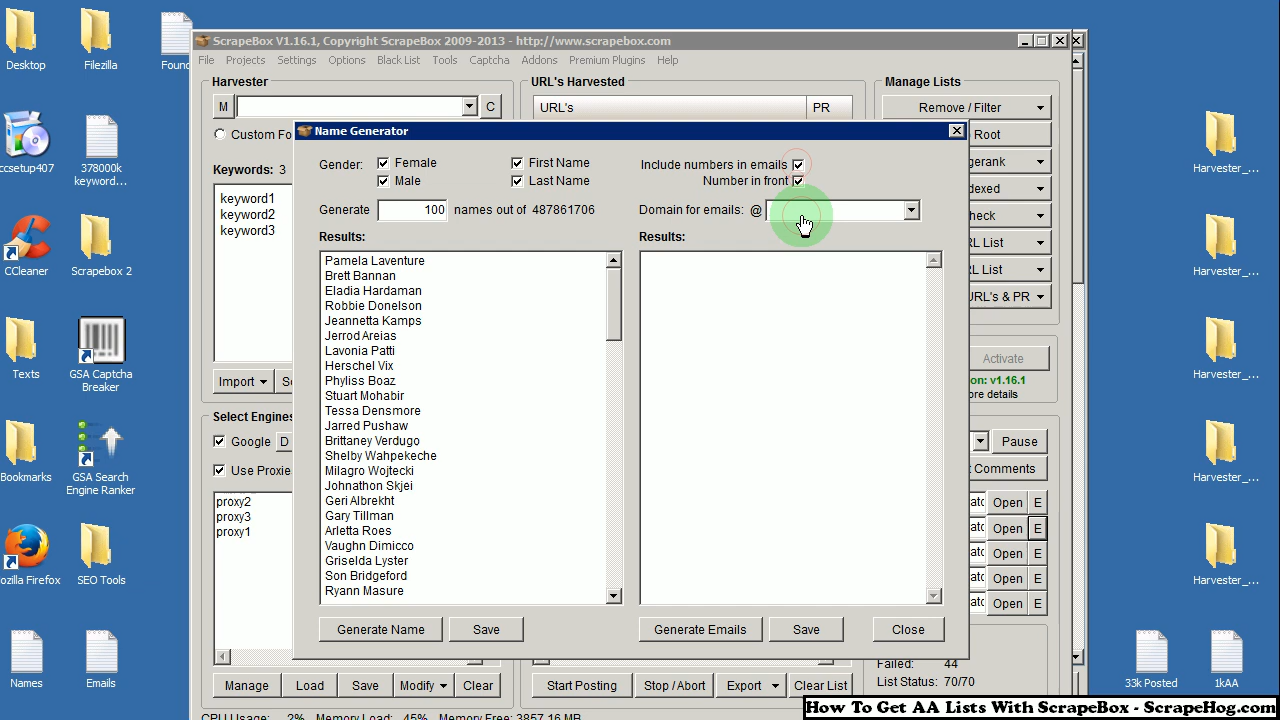 Desktop
Filezilla
Foun
ccsetup407
378000k
keyword...
CCleaner
Scrapebox 2
Texts
GSA Captcha
Breaker
Bookmarks
GSA Search
Engine Ranker
ozilla Firefox
SEO Tools
Names
Emails
ScrapeBox V1.16.1, Copyright ScrapeBox 2009-2013 - http://www.scrapebox.com
File Projects Settings Options Black List Tools Captcha Addons Premium Plugins Help
Harvester
M
C
Custom Fo
Keywords: 3
keyword1
keyword2
keyword3
Import
Select Engines
Google
D
Use Proxie
proxy2
proxy3
proxy1
Manage Load Save Modify Clear
URL's Harvested
URL's PR
Manage Lists
Remove / Filter
Root
gerank
dexed
heck
RL List
L List
URL's & PR
Activate
on: v1.16.1
ore details
Pause
t Comments
Open E
Open E
Open E
Open E
Open E
Failed: 44
List Status: 70/70
Start Posting Stop / Abort Export Clear List
CPU Usage: 2% Memory Load: 45% Memory Free: 3857.16 MB
Name Generator
Gender: Female First Name
Male Last Name
Include numbers in emails
Number in front
Generate 100 names out of 487861706
Domain for emails: @
Results:
Results:
Pamela Laventure
Brett Bannan
Eladia Hardaman
Robbie Donelson
Jeannetta Kamps
Jerrod Areias
Lavonia Patti
Herschel Vix
Phyliss Boaz
Stuart Mohabir
Tessa Densmore
Jarred Pushaw
Brittaney Verdugo
Shelby Wahpekeche
Milagro Wojtecki
Johnathon Skjei
Geri Albrekht
Gary Tillman
Arletta Roes
Vaughn Dimicco
Griselda Lyster
Son Bridgeford
Ryann Masure
Generate Name Save Generate Emails Save Close
Harvester_...
Harvester_...
Harvester_...
Harvester_...
Harvester_...
33k Posted
1kAA
How To Get AA Lists With ScrapeBox - ScrapeHog.com